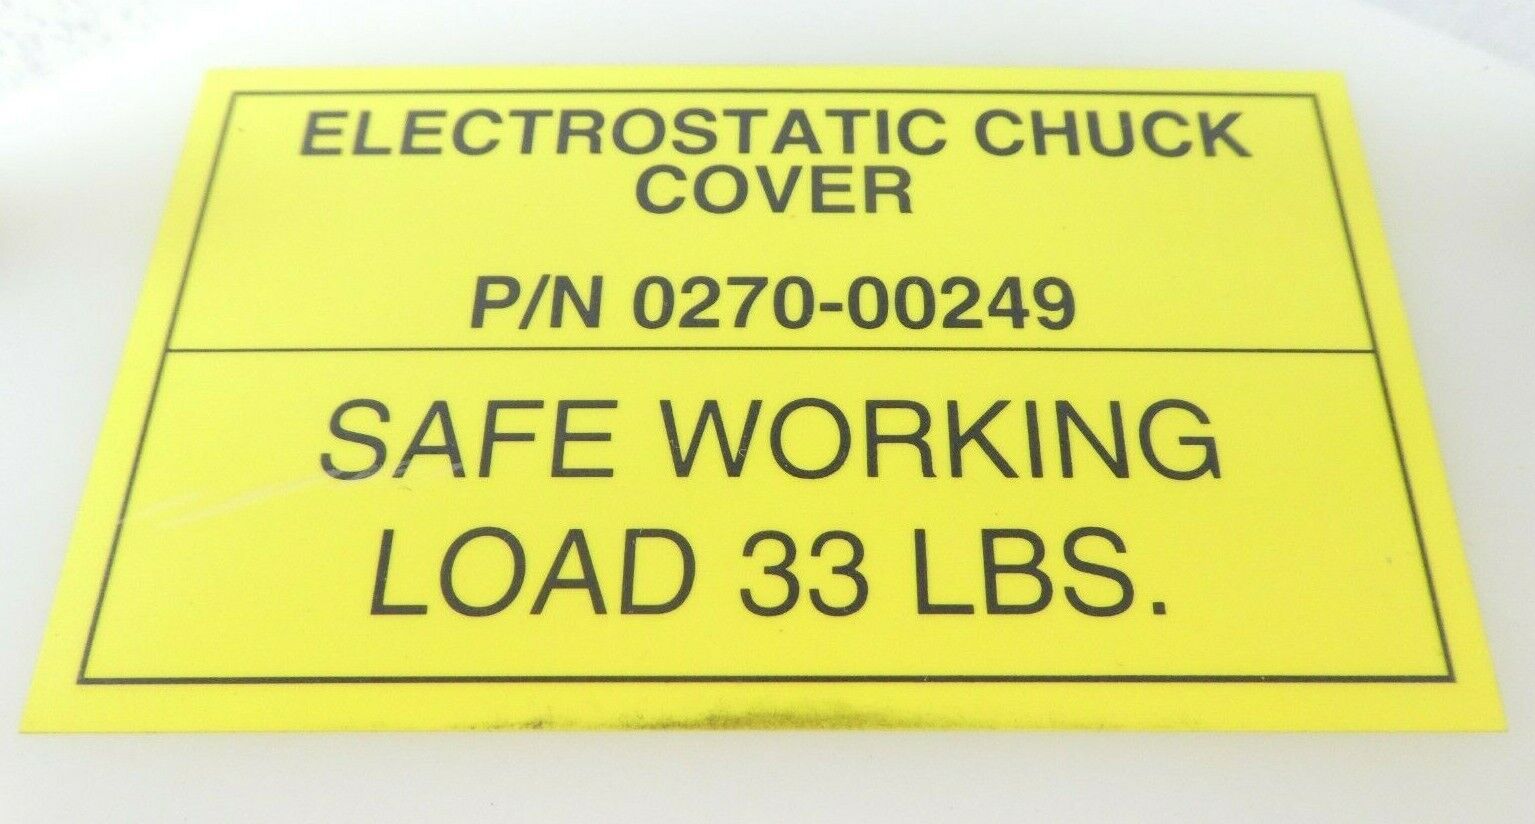 ELECTROSTATIC CHUCK
COVER
P/N 0270-00249
SAFE WORKING
LOAD 33 LBS.